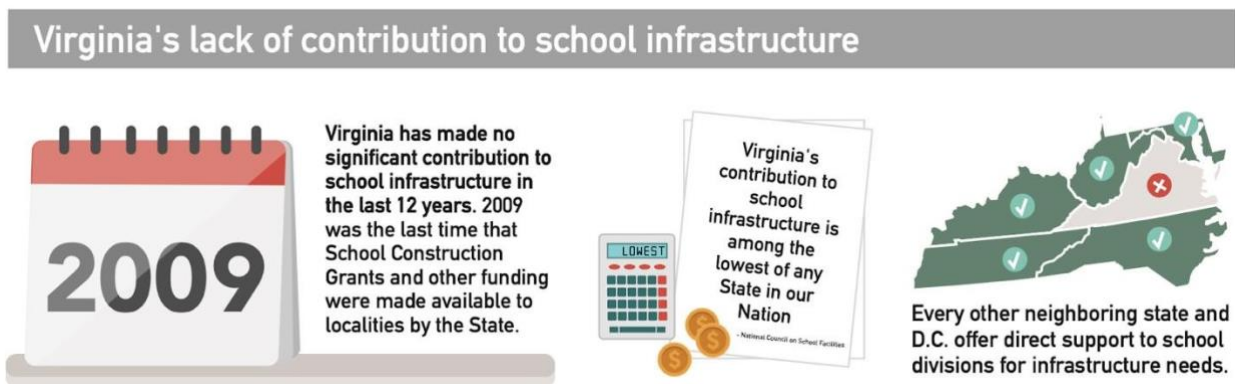 Virginia's lack of contribution to school infrastructure
2009
Virginia has made no
significant contribution to
school infrastructure in
the last 12 years. 2009
was the last time that
School Construction
Grants and other funding
were made available to
localities by the State.
LOWEST
Virginia's
contribution to
school
infrastructure is
among the
lowest of any
State in our
Nation
- National Council on School Facilities
$
$
$
Every other neighboring state and
D.C. offer direct support to school
divisions for infrastructure needs.